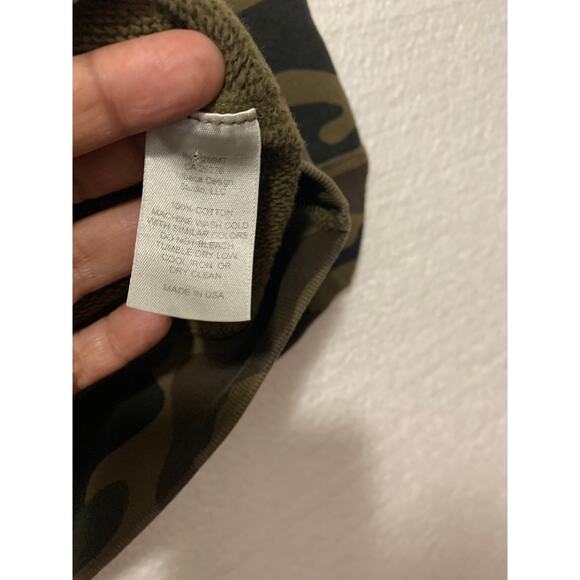 Design
Studio, LLC
100% COTTON
MACHINE WASH COLD
WITH SIMILAR COLORS
DO NOT BLEACH
TUMBLE DRY LOW
COOL IRON, OR
DRY CLEAN
MADE IN USA